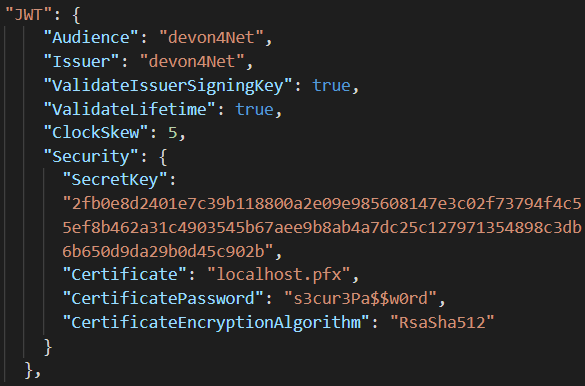 "JWT": {
"Audience": "devon4Net",
"Issuer": "devon4Net",
"ValidateIssuerSigningKey": true,
"ValidateLifetime": true,
"ClockSkew": 5,
"Security": {
"SecretKey":
"2fb0e8d2401e7c39b118800a2e09e985608147e3c02f73794f4c5
5ef8b462a31c4903545b67aee9b8ab4a7dc25c127971354898c3db
6b650d9da29b0d45c902b",
"Certificate": "localhost.pfx",
"CertificatePassword": "s3cur3Pa$$w0rd",
"CertificateEncryptionAlgorithm": "RsaSha512"
}
},